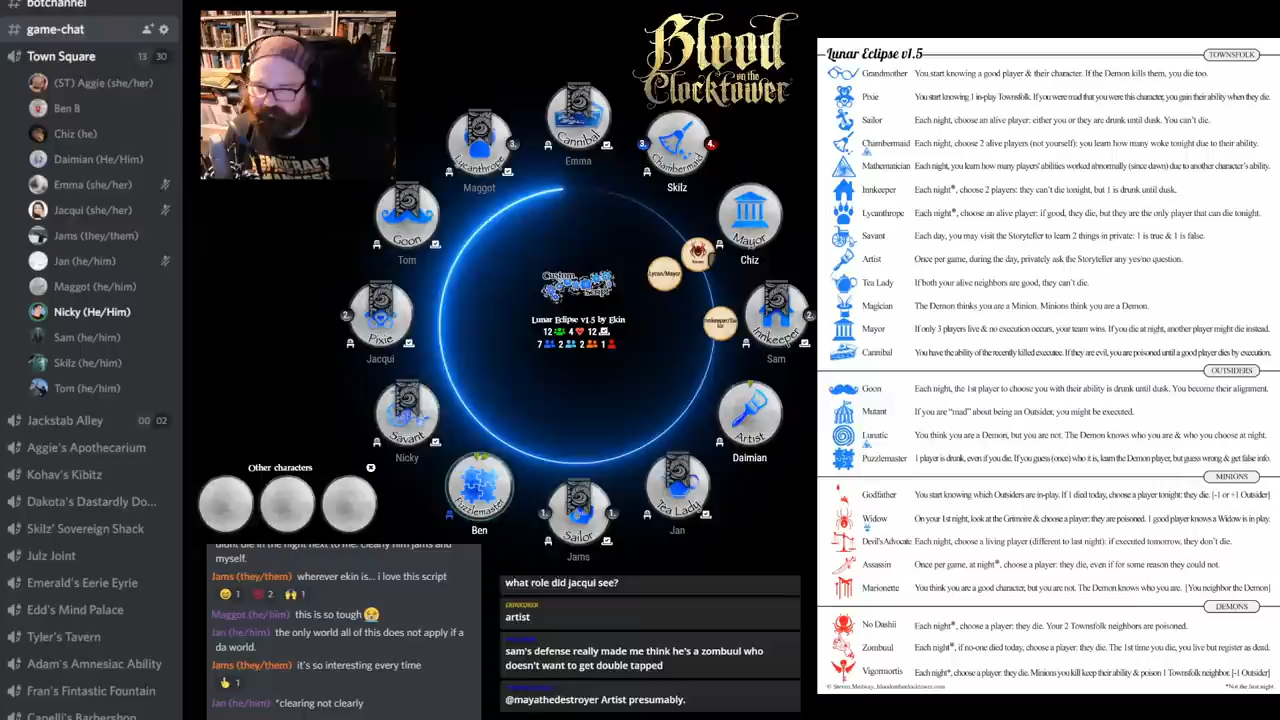 botchannel
# game-chat
Town Square 13 30
(ST) Aggie (she/her)
Ben B
Chiz (he)
Daimian (He/Him)
Emma (she/her)
Jacqui (she/her)
Jams (they/them)
Jan (he/him)
Maggot (he/him)
Nicky (He/Him)
Sam (he/him)
Skilz (he/him)
Tom (he/him)
Jackstab Alley 00 02
Aggie's Apothecarium
Kohav's Kibitz
Dakota's Dastardly Do...
Skilz' Sovereign Shack
Julz Joint
Emerald's Eerie Eyrie
Edd's Mind Palace
Tyler's Tavern
Adam's Amnesiac Ability
Capelli's Barbershop
Blood
on the
Clocktower
Cannibal
Emma
Lycanthrope
Maggot
3.
Chambermaid
Skilz
3.
4.
Goon
Tom
Mayor
Chiz
Lycan/Mayor
Pixie
Jacqui
2.
Innkeeper
Sam
2.
Savant
Nicky
Artist
Daimian
Puzzlemaster
Ben
Sailor
Jams
1.
1.
Tea Lady
Jan
Custom
Script
Lunar Eclipse v1.5 by Ekin
12 4 12
7 2 2 1
Other characters
didnt die in the night next to me. Clearly him jams and
myself.
Jams (they/them) wherever ekin is... i love this script
1 2 1
Maggot (he/him) this is so tough
Jan (he/him) the only world all of this does not apply if a
da world.
Jams (they/them) it's so interesting every time
1
Jan (he/him) *clearing not clearly
what role did jacqui see?
artist
sam's defense really made me think he's a zombuul who
doesn't want to get double tapped
@mayathedestroyer Artist presumably.
Lunar Eclipse v1.5
TOWNSFOLK
Grandmother You start knowing a good player & their character. If the Demon kills them, you die too.
Pixie You start knowing 1 in-play Townsfolk. If you were mad that you were this character, you gain their ability when they die.
Sailor Each night, choose an alive player: either you or they are drunk until dusk. You can't die.
Chambermaid Each night, choose 2 alive players (not yourself): you learn how many woke tonight due to their ability.
Mathematician Each night, you learn how many players' abilities worked abnormally (since dawn) due to another character's ability.
Innkeeper Each night*, choose 2 players: they can't die tonight, but 1 is drunk until dusk.
Lycanthrope Each night*, choose an alive player: if good, they die, but they are the only player that can die tonight.
Savant Each day, you may visit the Storyteller to learn 2 things in private: 1 is true & 1 is false.
Artist Once per game, during the day, privately ask the Storyteller any yes/no question.
Tea Lady If both your alive neighbors are good, they can't die.
Magician The Demon thinks you are a Minion. Minions think you are a Demon.
Mayor If only 3 players live & no execution occurs, your team wins. If you die at night, another player might die instead.
Cannibal You have the ability of the recently killed executee. If they are evil, you are poisoned until a good player dies by execution.
OUTSIDERS
Goon Each night, the 1st player to choose you with their ability is drunk until dusk. You become their alignment.
Mutant If you are "mad" about being an Outsider, you might be executed.
Lunatic You think you are a Demon, but you are not. The Demon knows who you are & who you choose at night.
Puzzlemaster 1 player is drunk, even if you die. If you guess (once) who it is, learn the Demon player, but guess wrong & get false info.
MINIONS
Godfather You start knowing which Outsiders are in-play. If 1 died today, choose a player tonight: they die. [-1 or +1 Outsider]
Widow On your 1st night, look at the Grimoire & choose a player: they are poisoned. 1 good player knows a Widow is in play.
Devil's Advocate Each night, choose a living player (different to last night): if executed tomorrow, they don't die.
Assassin Once per game, at night*, choose a player: they die, even if for some reason they could not.
Marionette You think you are a good character, but you are not. The Demon knows who you are. [You neighbor the Demon]
DEMONS
No Dashii Each night*, choose a player: they die. Your 2 Townsfolk neighbors are poisoned.
Zombuul Each night*, if no-one died today, choose a player: they die. The 1st time you die, you live but register as dead.
Vigormortis Each night*, choose a player: they die. Minions you kill keep their ability & poison 1 Townsfolk neighbor. [-1 Outsider]
© Steven Medway, bloodontheclocktower.com
*Not the first night.